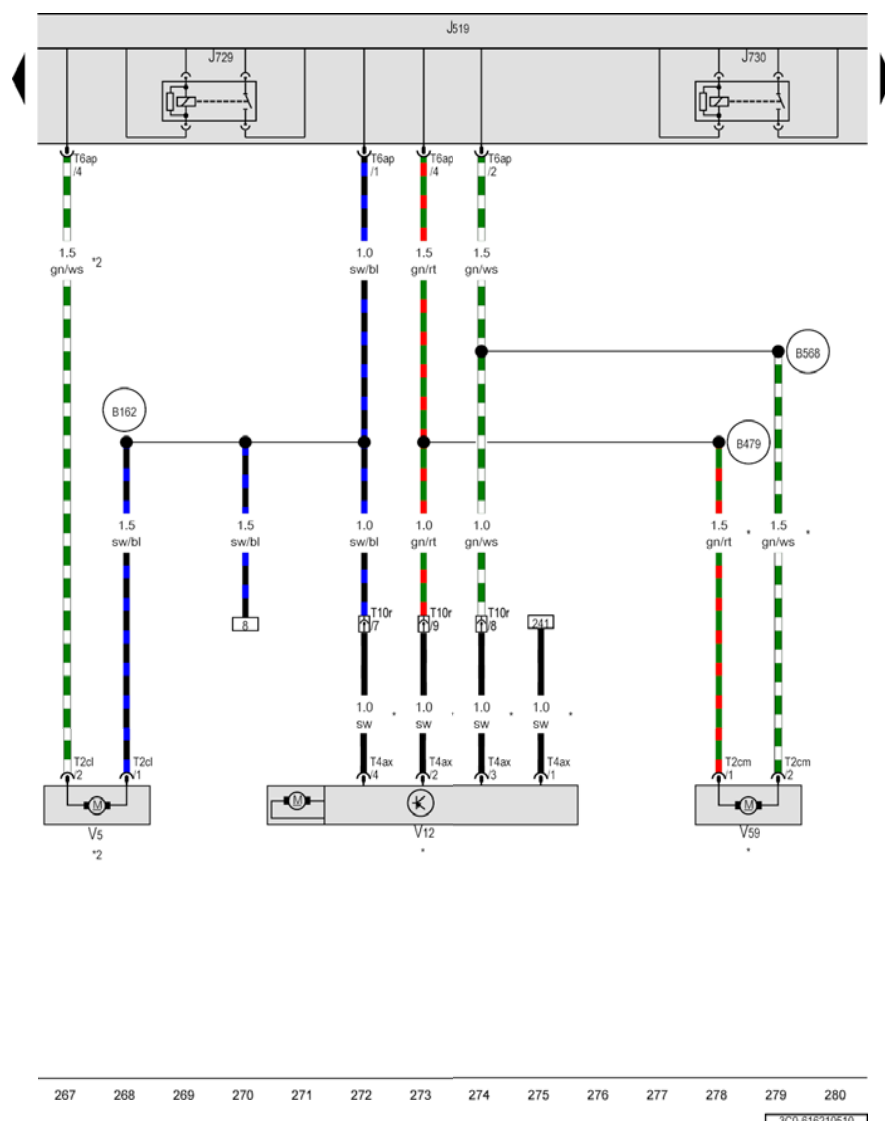 J519
J729
J730
T6ap
/4
T6ap
/1
T6ap
/4
T6ap
/2
1.5
gn/ws
*2
1.0
sw/bl
1.5
gn/rt
1.5
gn/ws
B568
B162
B479
1.5
sw/bl
1.5
sw/bl
1.0
sw/bl
1.0
gn/rt
1.0
gn/ws
1.5
gn/rt
*
1.5
gn/ws
*
8
T10r
/7
T10r
/9
T10r
/8
241
1.0
sw
*
1.0
sw
*
1.0
sw
*
1.0
sw
*
T2cl
/2
T2cl
/1
T4ax
/4
T4ax
/2
T4ax
/3
T4ax
/1
T2cm
/1
T2cm
/2
M
M
M
V5
*2
V12
*
V59
*
267 268 269 270 271 272 273 274 275 276 277 278 279 280
3C0-616210510